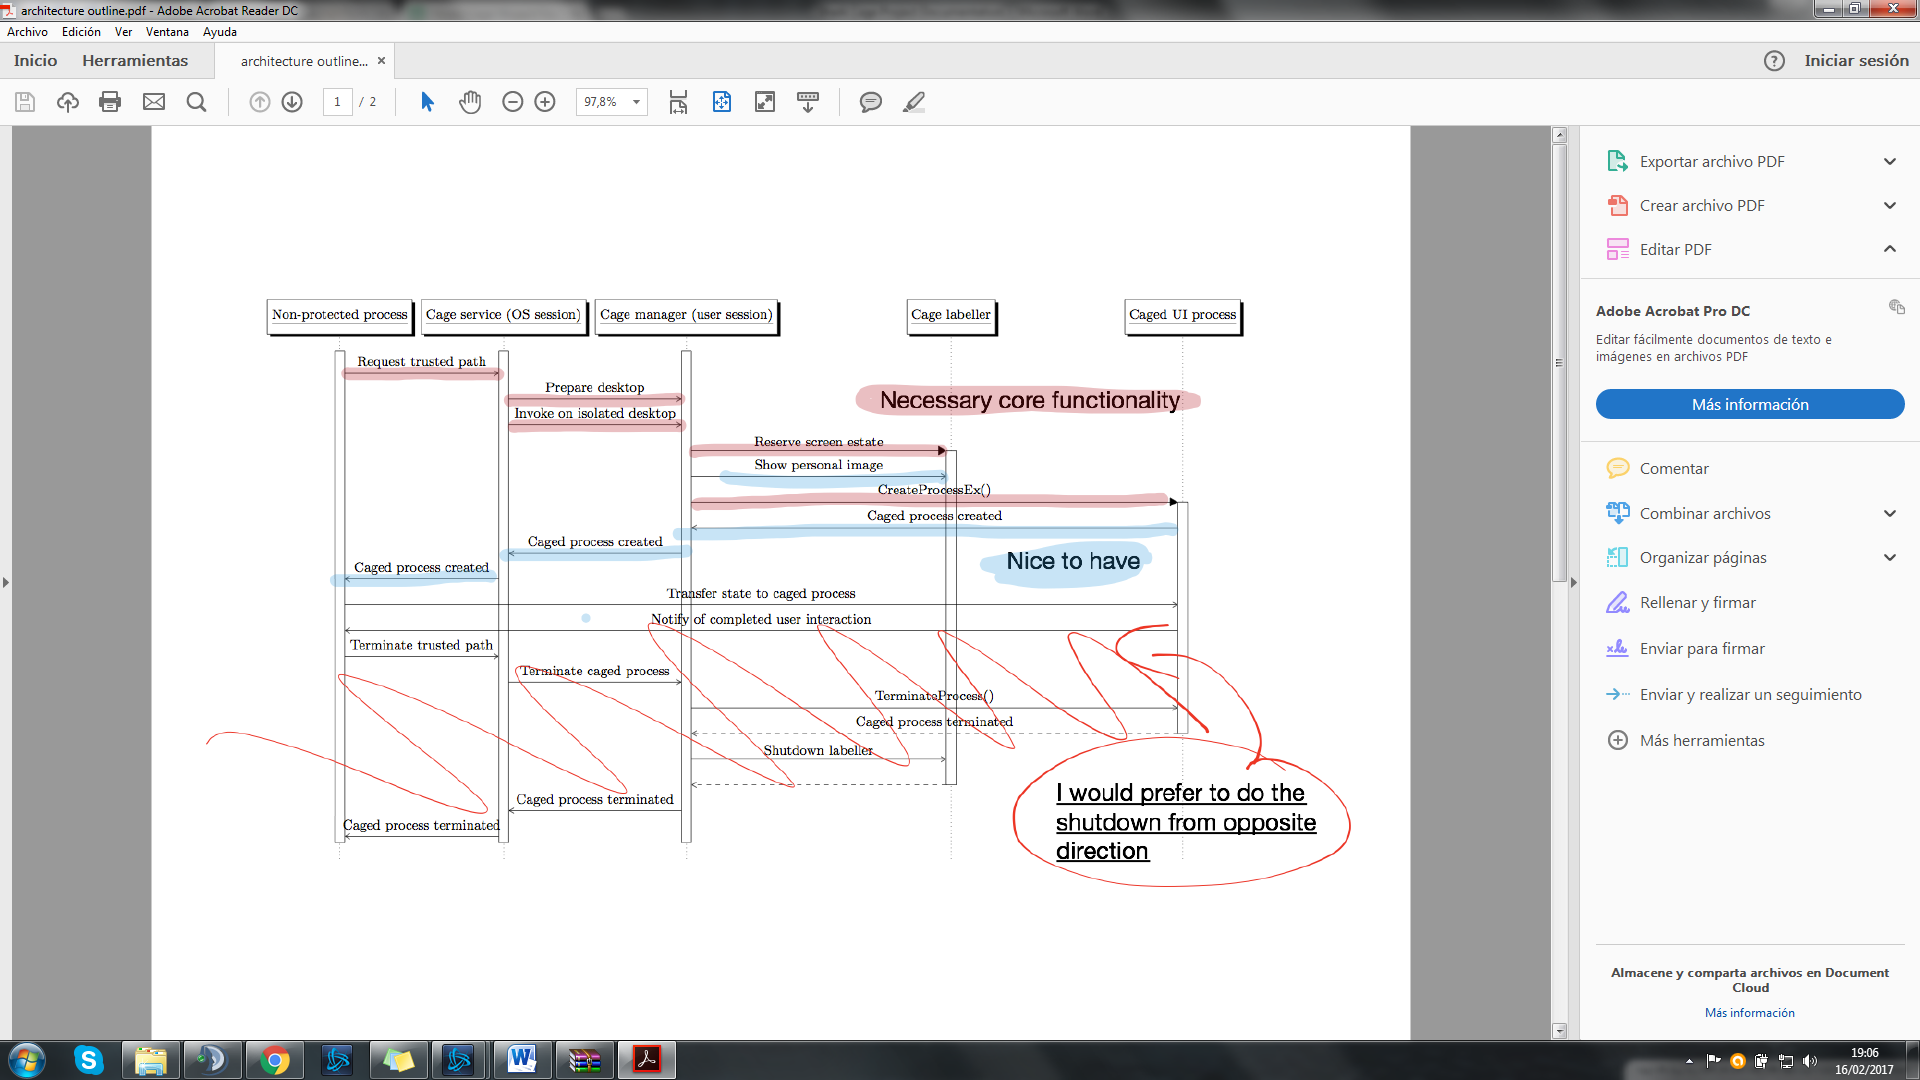 architecture outline.pdf - Adobe Acrobat Reader DC
Archivo Edición Ver Ventana Ayuda
Inicio Herramientas architecture outline... × Iniciar sesión
1 / 2 97,8%
Non-protected process Cage service (OS session) Cage manager (user session) Cage labeller Caged UI process
Request trusted path
Prepare desktop
Necessary core functionality
Invoke on isolated desktop
Reserve screen estate
Show personal image
CreateProcessEx()
Caged process created
Caged process created
Nice to have
Caged process created
Transfer state to caged process
Notify of completed user interaction
Terminate trusted path
Terminate caged process
TerminateProcess()
Caged process terminated
Shutdown labeller
I would prefer to do the
shutdown from opposite
direction
Caged process terminated
Caged process terminated
Exportar archivo PDF
Crear archivo PDF
Editar PDF
Adobe Acrobat Pro DC
Editar fácilmente documentos de texto e
imágenes en archivos PDF
Más información
Comentar
Combinar archivos
Organizar páginas
Rellenar y firmar
Enviar para firmar
Enviar y realizar un seguimiento
Más herramientas
Almacene y comparta archivos en Document
Cloud
Más información
19:06
16/02/2017